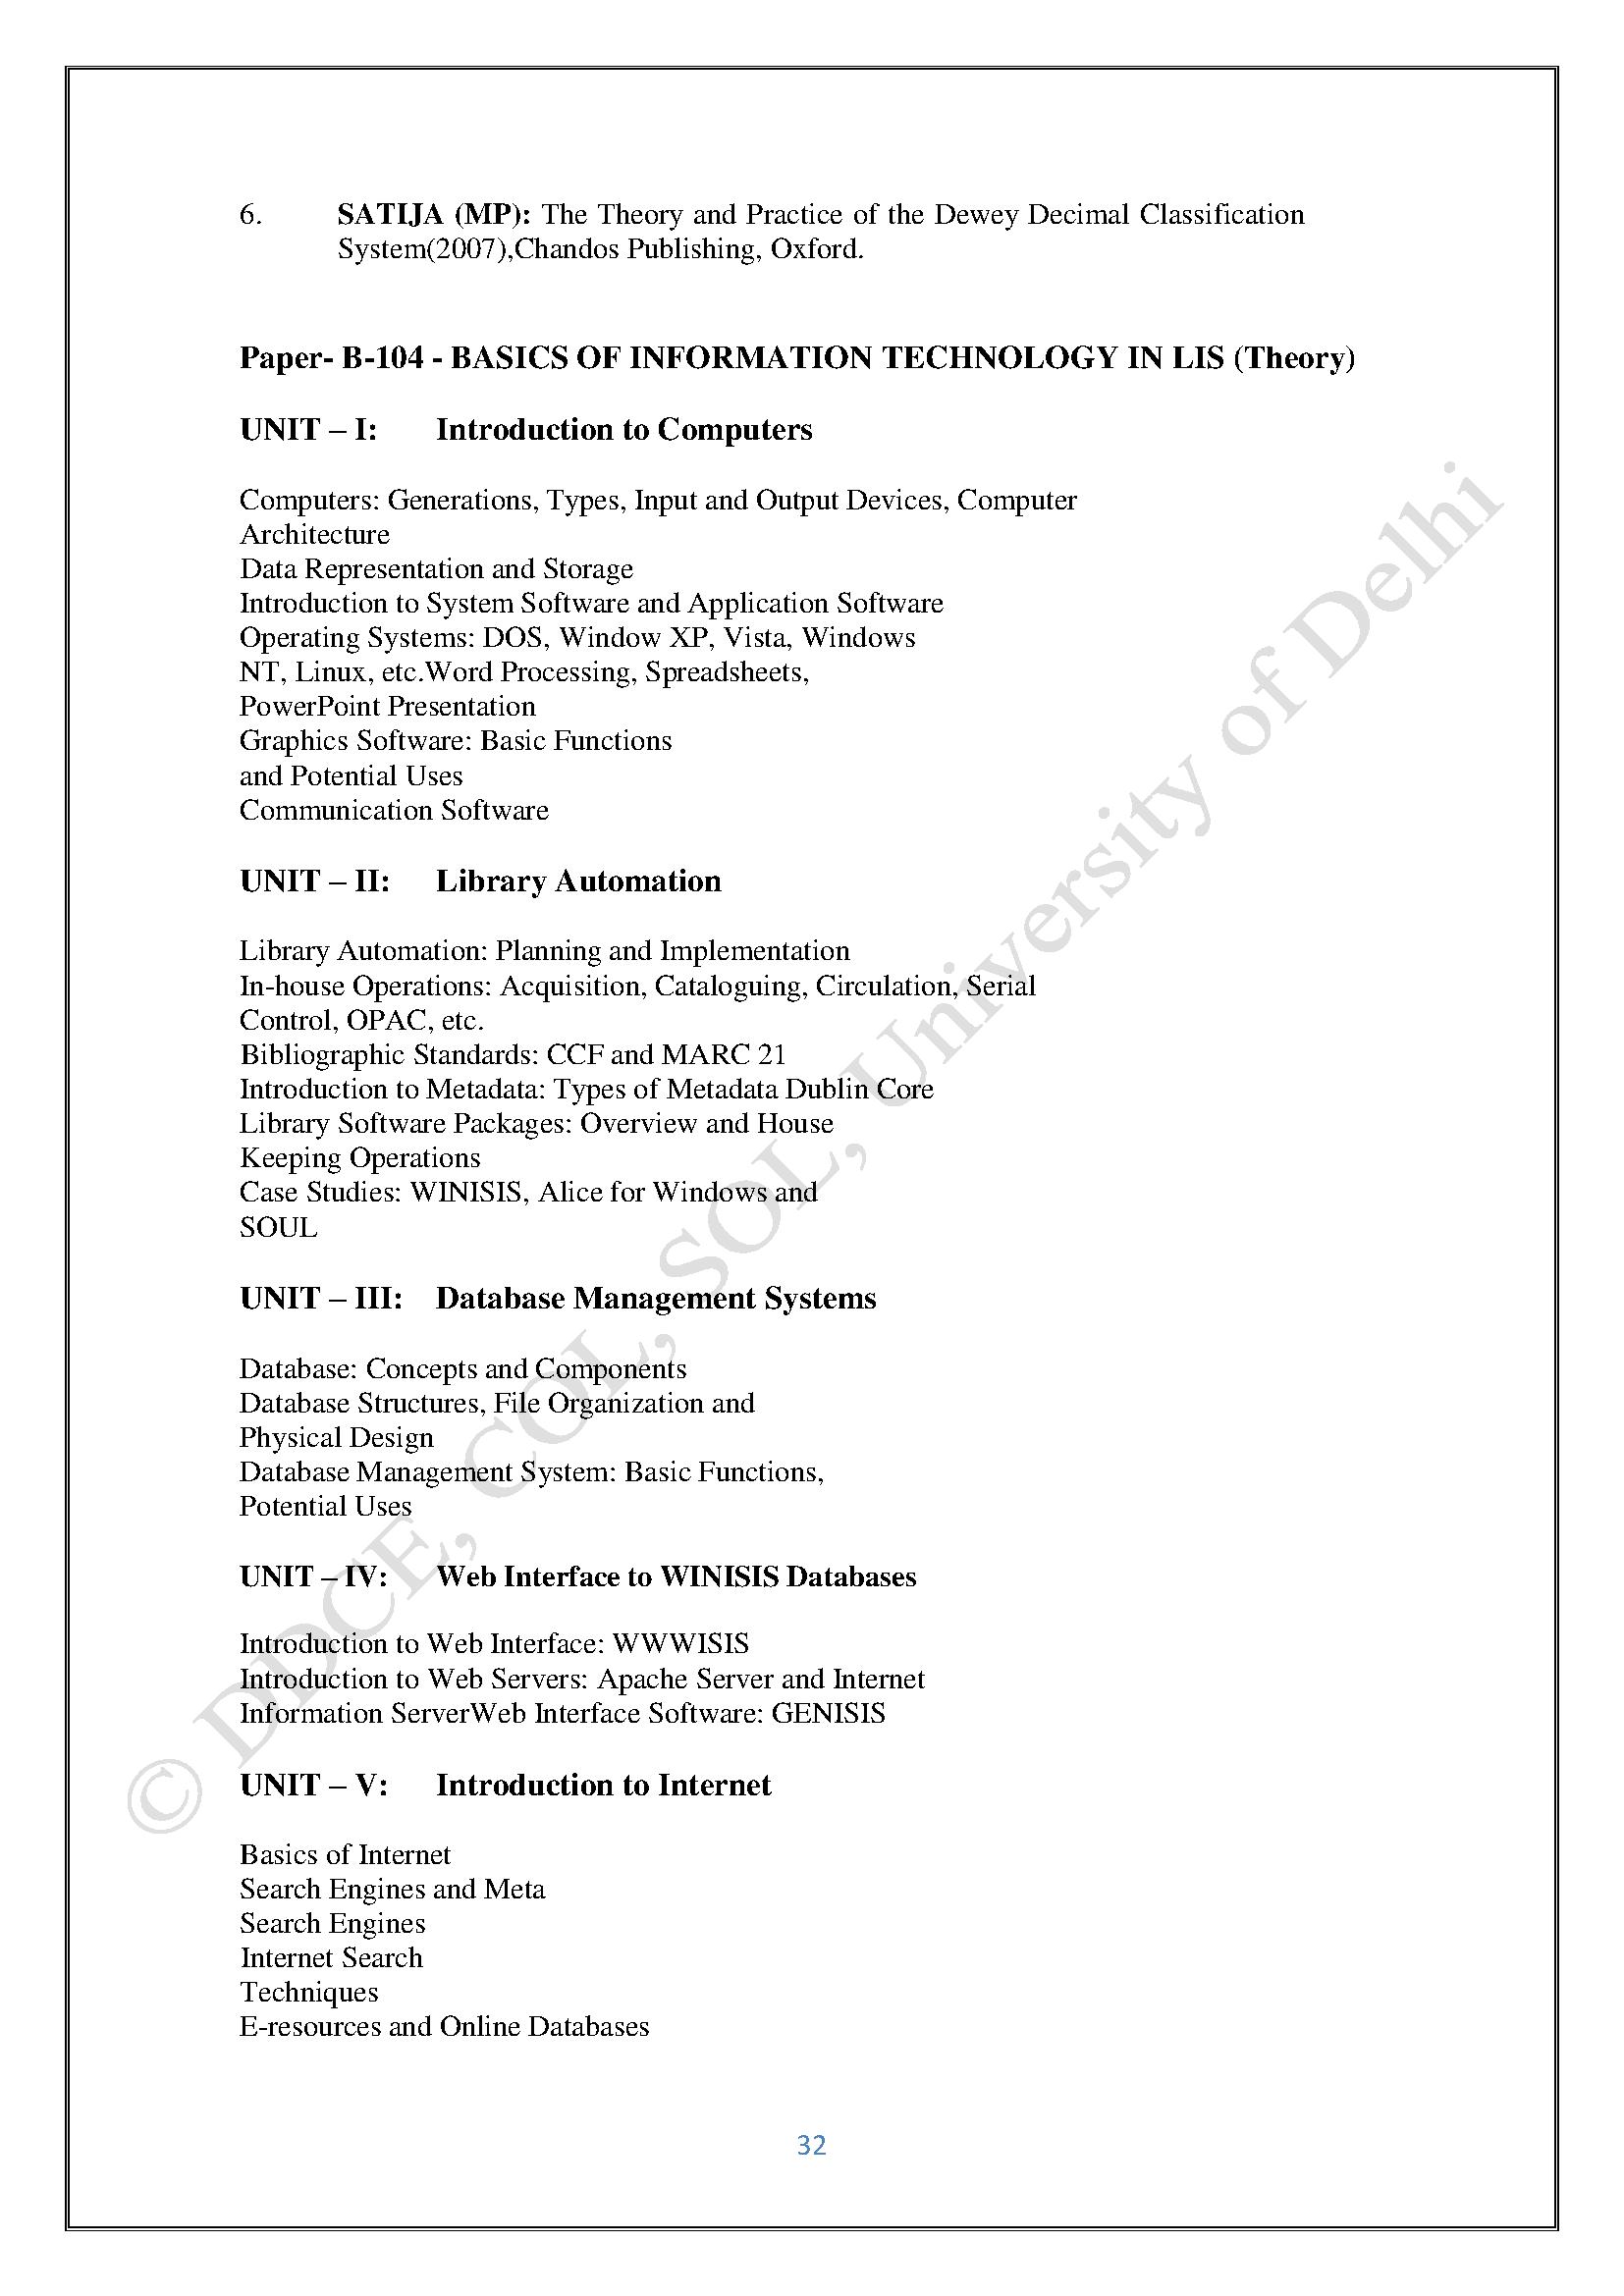 6. SATIJA (MP): The Theory and Practice of the Dewey Decimal Classification
System(2007),Chandos Publishing, Oxford.
Paper- B-104 - BASICS OF INFORMATION TECHNOLOGY IN LIS (Theory)
UNIT – I: Introduction to Computers
Computers: Generations, Types, Input and Output Devices, Computer
Architecture
Data Representation and Storage
Introduction to System Software and Application Software
Operating Systems: DOS, Window XP, Vista, Windows
NT, Linux, etc.Word Processing, Spreadsheets,
PowerPoint Presentation
Graphics Software: Basic Functions
and Potential Uses
Communication Software
UNIT – II: Library Automation
Library Automation: Planning and Implementation
In-house Operations: Acquisition, Cataloguing, Circulation, Serial
Control, OPAC, etc.
Bibliographic Standards: CCF and MARC 21
Introduction to Metadata: Types of Metadata Dublin Core
Library Software Packages: Overview and House
Keeping Operations
Case Studies: WINISIS, Alice for Windows and
SOUL
UNIT – III: Database Management Systems
Database: Concepts and Components
Database Structures, File Organization and
Physical Design
Database Management System: Basic Functions,
Potential Uses
UNIT – IV: Web Interface to WINISIS Databases
Introduction to Web Interface: WWWISIS
Introduction to Web Servers: Apache Server and Internet
Information ServerWeb Interface Software: GENISIS
UNIT – V: Introduction to Internet
Basics of Internet
Search Engines and Meta
Search Engines
Internet Search
Techniques
E-resources and Online Databases
32
© DDCE, COL, SOL, University of Delhi